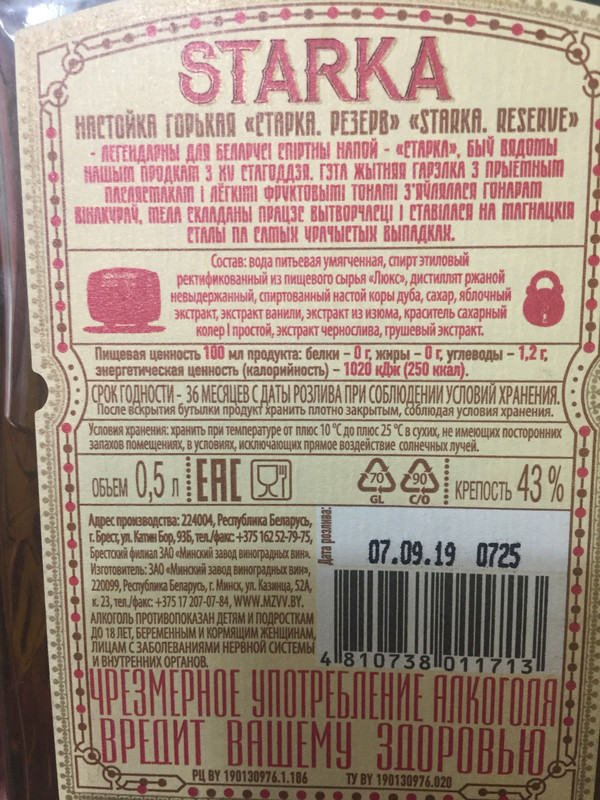 STARKA
НАСТОЙКА ГОРЬКАЯ «СТАРКА. РЕЗЕРВ» «STARKA. RESERVE»
- ЛЕГЕНДАРНЫ ДЛЯ БЕЛАРУСІ СПІРТНЫ НАПОЙ - «СТАРКА», БЫЎ ВЯДОМЫ
НАШЫМ ПРОДКАМ З XV СТАГОДДЗЯ. ГЭТА ЖЫТНЯЯ ГАРЭЛКА З ПРЫЕМНЫМ
ПАСЛЯСМАКАМ І ЛЁГКІМІ ФРУКТОВЫМІ ТОНАМІ З'ЯЎЛЯЛАСЯ ГОНАРАМ
ВІНАКУРАЎ, МЕЛА СКЛАДАНЫ ПРАЦЭС ВЫТВОРЧАСЦІ І СТАВІЛАСЯ НА МАГНАЦКІЯ
СТАЛЫ ПА САМЫХ УРАЧЫСТЫХ ВЫПАДКАХ.
Состав: вода питьевая умягченная, спирт этиловый
ректификованный из пищевого сырья «Люкс», дистиллят ржаной
невыдержанный, спиртованный настой коры дуба, сахар, яблочный
экстракт, экстракт ванили, экстракт из изюма, краситель сахарный
колер I простой, экстракт чернослива, грушевый экстракт.
Пищевая ценность 100 мл продукта: белки – 0 г, жиры – 0 г, углеводы – 1,2 г,
энергетическая ценность (калорийность) – 1020 кДж (250 ккал).
СРОК ГОДНОСТИ - 36 МЕСЯЦЕВ С ДАТЫ РОЗЛИВА ПРИ СОБЛЮДЕНИИ УСЛОВИЙ ХРАНЕНИЯ.
После вскрытия бутылки продукт хранить плотно закрытым, соблюдая условия хранения.
Условия хранения: хранить при температуре от плюс 10 °С до плюс 25 °С в сухих, не имеющих посторонних
запахов помещениях, в условиях, исключающих прямое воздействие солнечных лучей.
ОБЪЕМ 0,5 л EAC 70 GL 90 C/O КРЕПОСТЬ 43 %
Адрес производства: 224004, Республика Беларусь,
г. Брест, ул. Катин Бор, 93Б, тел./факс: +375 162 52-79-75,
Брестский филиал ЗАО «Минский завод виноградных вин».
Изготовитель: ЗАО «Минский завод виноградных вин»,
220099, Республика Беларусь, г. Минск, ул. Казинца, 52А,
к. 23, тел./факс: +375 17 207-07-84, WWW.MZVV.BY.
АЛКОГОЛЬ ПРОТИВОПОКАЗАН ДЕТЯМ И ПОДРОСТКАМ
ДО 18 ЛЕТ, БЕРЕМЕННЫМ И КОРМЯЩИМ ЖЕНЩИНАМ,
ЛИЦАМ С ЗАБОЛЕВАНИЯМИ НЕРВНОЙ СИСТЕМЫ
И ВНУТРЕННИХ ОРГАНОВ.
Дата розлива:
07.09.19 0725
4 810738 011713
ЧРЕЗМЕРНОЕ УПОТРЕБЛЕНИЕ АЛКОГОЛЯ
ВРЕДИТ ВАШЕМУ ЗДОРОВЬЮ
РЦ BY 190130976.1.186 ТУ BY 190130976.020